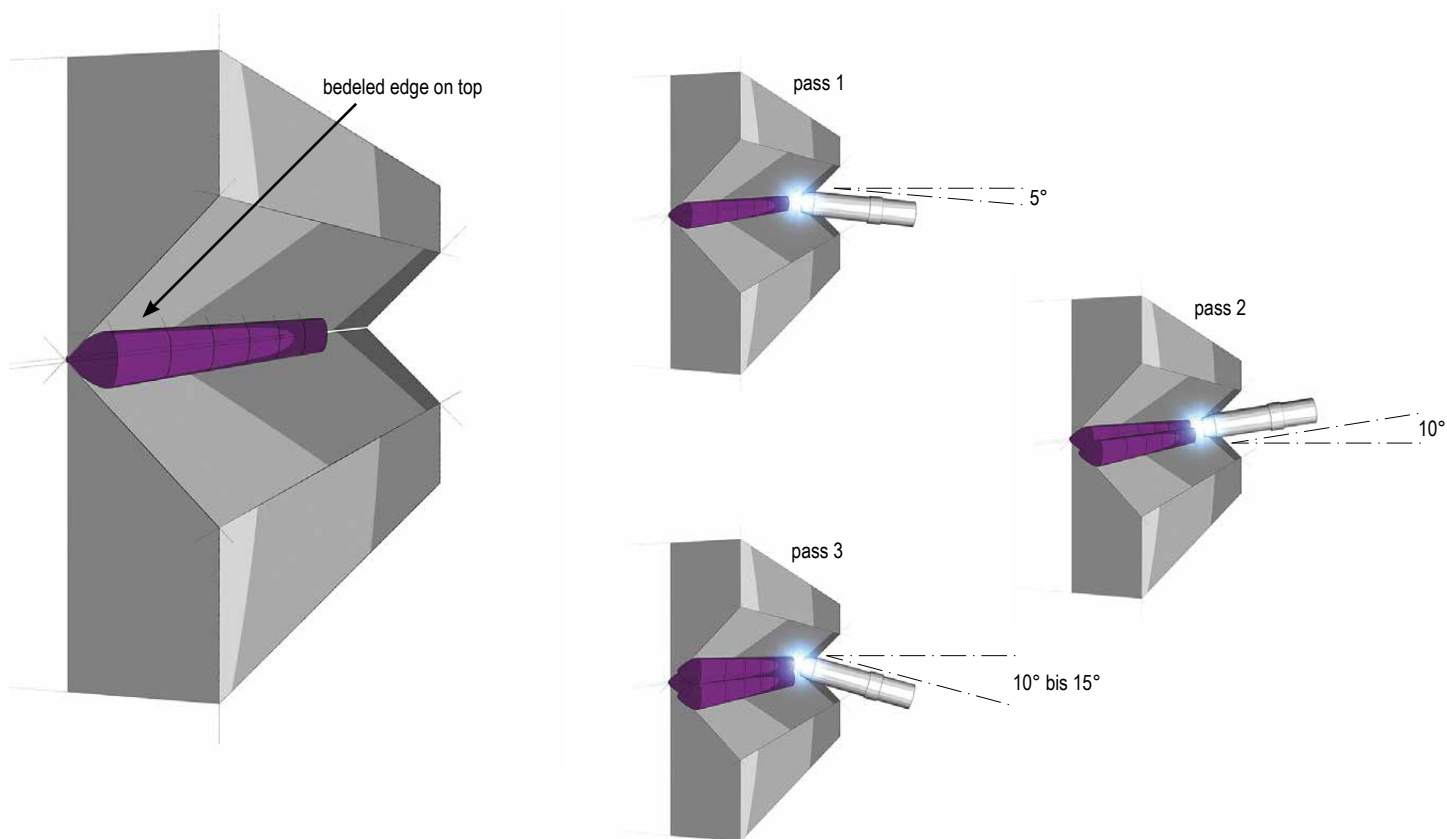 bedeled edge on top
pass 1
5°
pass 2
10°
pass 3
10° bis 15°